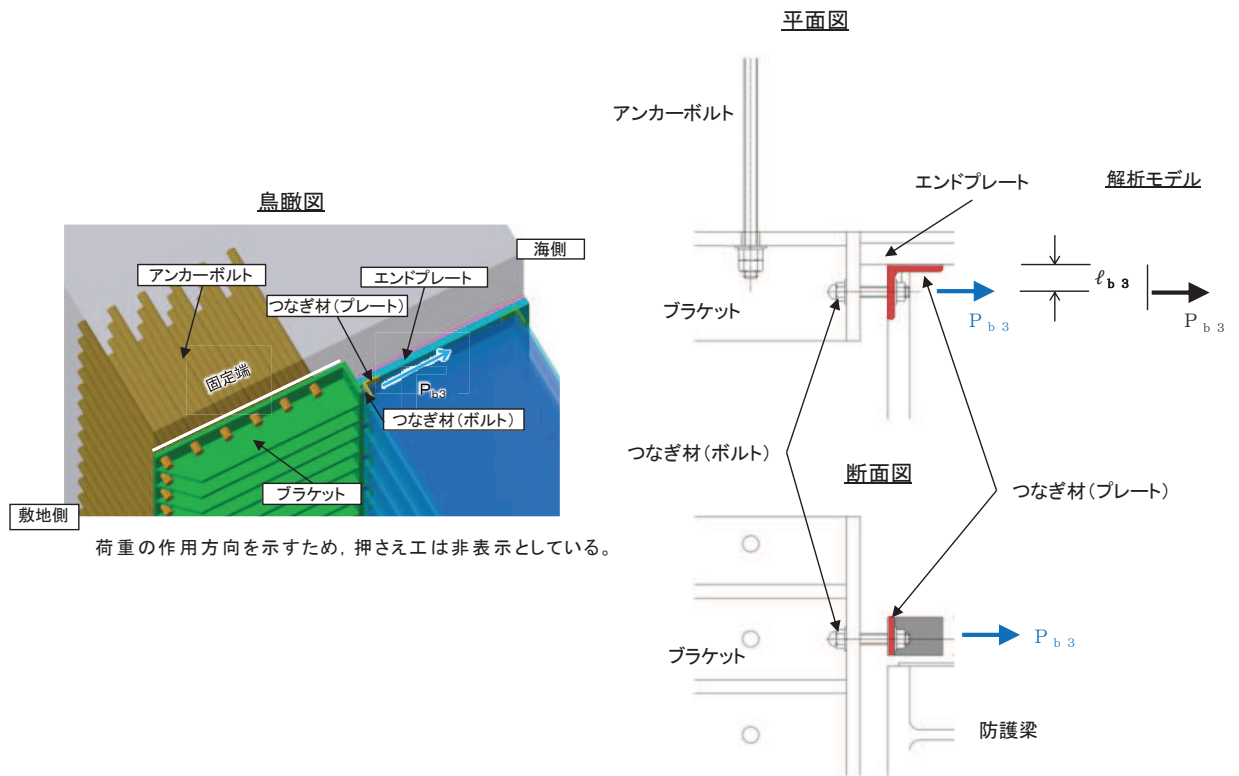 鳥瞰図
海側
アンカーボルト
エンドプレート
つなぎ材(プレート)
固定端
Pb3
つなぎ材(ボルト)
ブラケット
敷地側
荷重の作用方向を示すため，押さえ工は非表示としている。
平面図
アンカーボルト
エンドプレート
解析モデル
ブラケット
Pb3
ℓb3
Pb3
つなぎ材(ボルト)
つなぎ材(プレート)
断面図
ブラケット
Pb3
防護梁